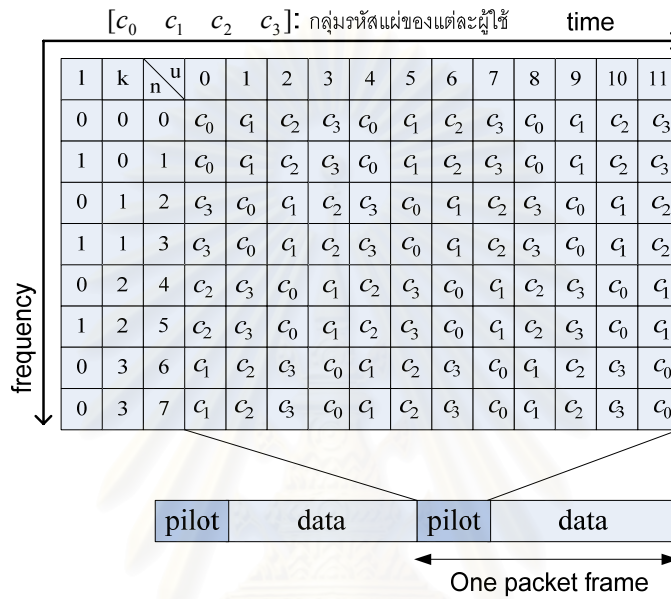 [c₀ c₁ c₂ c₃]: กลุ่มรหัสแผ่ของแต่ละผู้ใช้ time
l k n u 0 1 2 3 4 5 6 7 8 9 10 11
0 0 0 c₀ c₁ c₂ c₃ c₀ c₁ c₂ c₃ c₀ c₁ c₂ c₃
1 0 1 c₀ c₁ c₂ c₃ c₀ c₁ c₂ c₃ c₀ c₁ c₂ c₃
0 1 2 c₃ c₀ c₁ c₂ c₃ c₀ c₁ c₂ c₃ c₀ c₁ c₂
1 1 3 c₃ c₀ c₁ c₂ c₃ c₀ c₁ c₂ c₃ c₀ c₁ c₂
0 2 4 c₂ c₃ c₀ c₁ c₂ c₃ c₀ c₁ c₂ c₃ c₀ c₁
1 2 5 c₂ c₃ c₀ c₁ c₂ c₃ c₀ c₁ c₂ c₃ c₀ c₁
0 3 6 c₁ c₂ c₃ c₀ c₁ c₂ c₃ c₀ c₁ c₂ c₃ c₀
0 3 7 c₁ c₂ c₃ c₀ c₁ c₂ c₃ c₀ c₁ c₂ c₃ c₀
frequency
pilot data pilot data
One packet frame